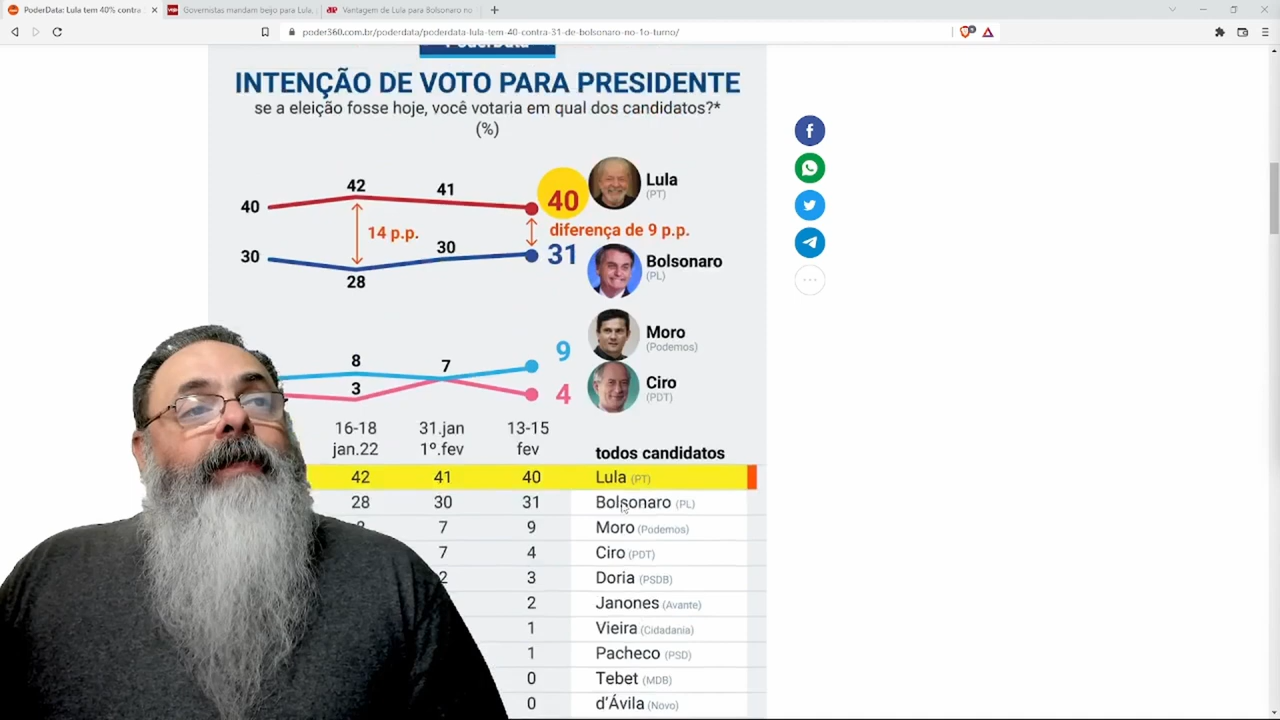 PoderData: Lula tem 40% contra
Governistas mandam beijo para Lula,
Vantagem de Lula para Bolsonaro no
poder360.com.br/poderdata/poderdata-lula-tem-40-contra-31-de-bolsonaro-no-1o-turno/
PoderData
INTENÇÃO DE VOTO PARA PRESIDENTE
se a eleição fosse hoje, você votaria em qual dos candidatos?*
(%)
40 42 41 40 Lula
(PT)
14 p.p. diferença de 9 p.p.
30 28 30 31 Bolsonaro
(PL)
8 7 9 Moro
(Podemos)
3 4 Ciro
(PDT)
16-18 31.jan 13-15
jan.22 1º.fev fev todos candidatos
42 41 40 Lula (PT)
28 30 31 Bolsonaro (PL)
7 9 Moro (Podemos)
7 4 Ciro (PDT)
2 3 Doria (PSDB)
2 Janones (Avante)
1 Vieira (Cidadania)
1 Pacheco (PSD)
0 Tebet (MDB)
0 d'Ávila (Novo)